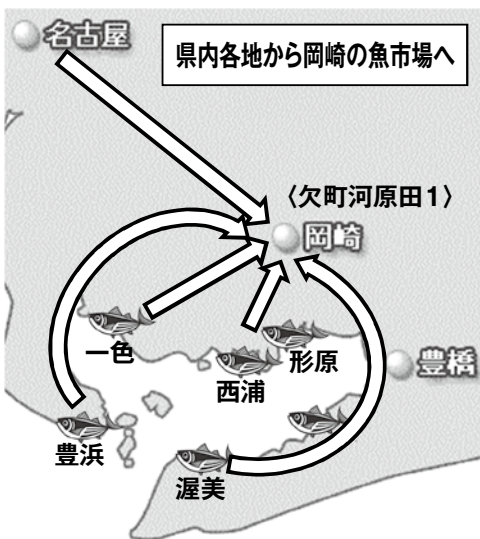 名古屋
県内各地から岡崎の魚市場へ
〈欠町河原田1〉
岡崎
一色
形原
西浦
豊橋
豊浜
渥美